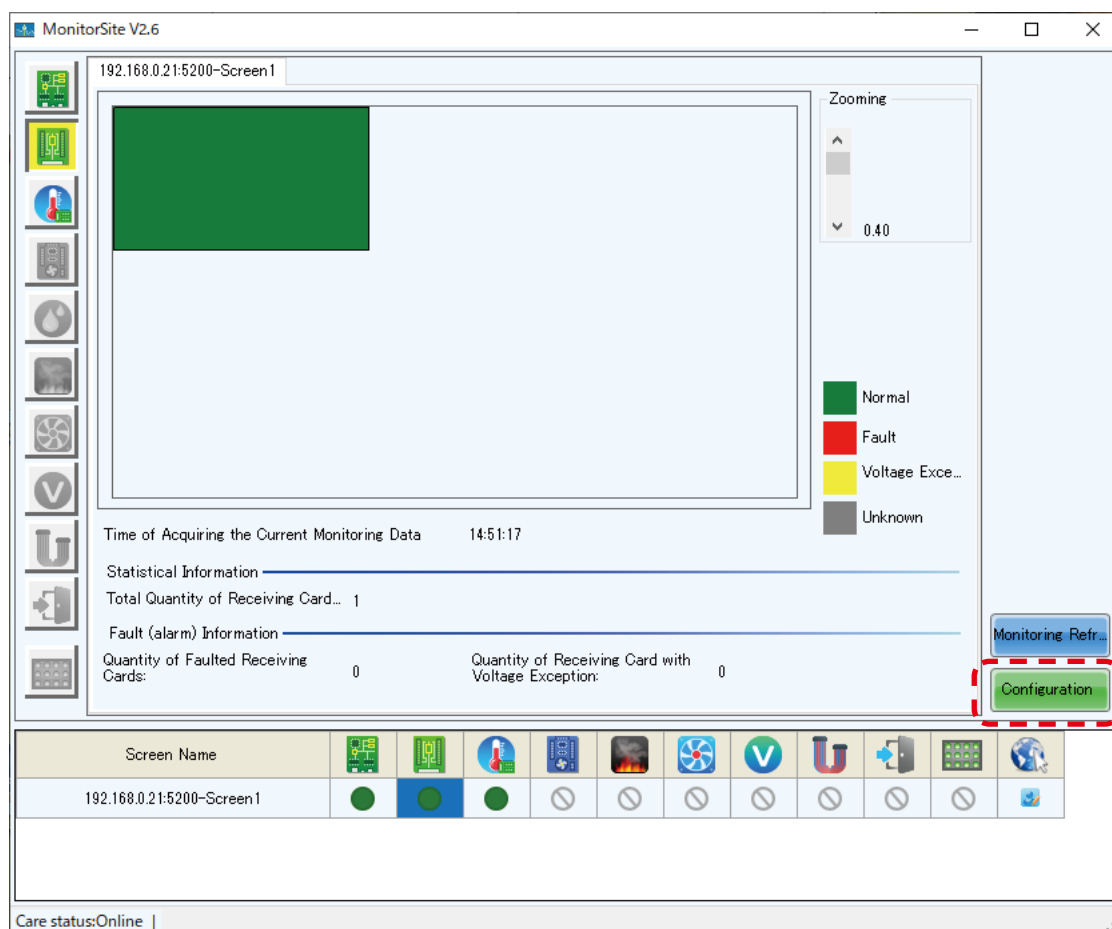 MonitorSite V2.6
192.168.0.21:5200-Screen1
Zooming
0.40
Normal
Fault
Voltage Exce...
Unknown
Time of Acquiring the Current Monitoring Data 14:51:17
Statistical Information
Total Quantity of Receiving Card... 1
Fault (alarm) Information
Quantity of Faulted Receiving
Cards: 0
Quantity of Receiving Card with
Voltage Exception: 0
Monitoring Refr...
Configuration
Screen Name
V
192.168.0.21:5200-Screen1
Care status:Online |